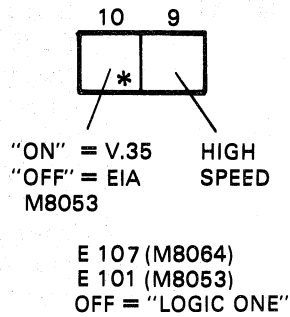 10 9
*
"ON" = V.35 HIGH
"OFF" = EIA SPEED
M8053
E 107 (M8064)
E 101 (M8053)
OFF = "LOGIC ONE"